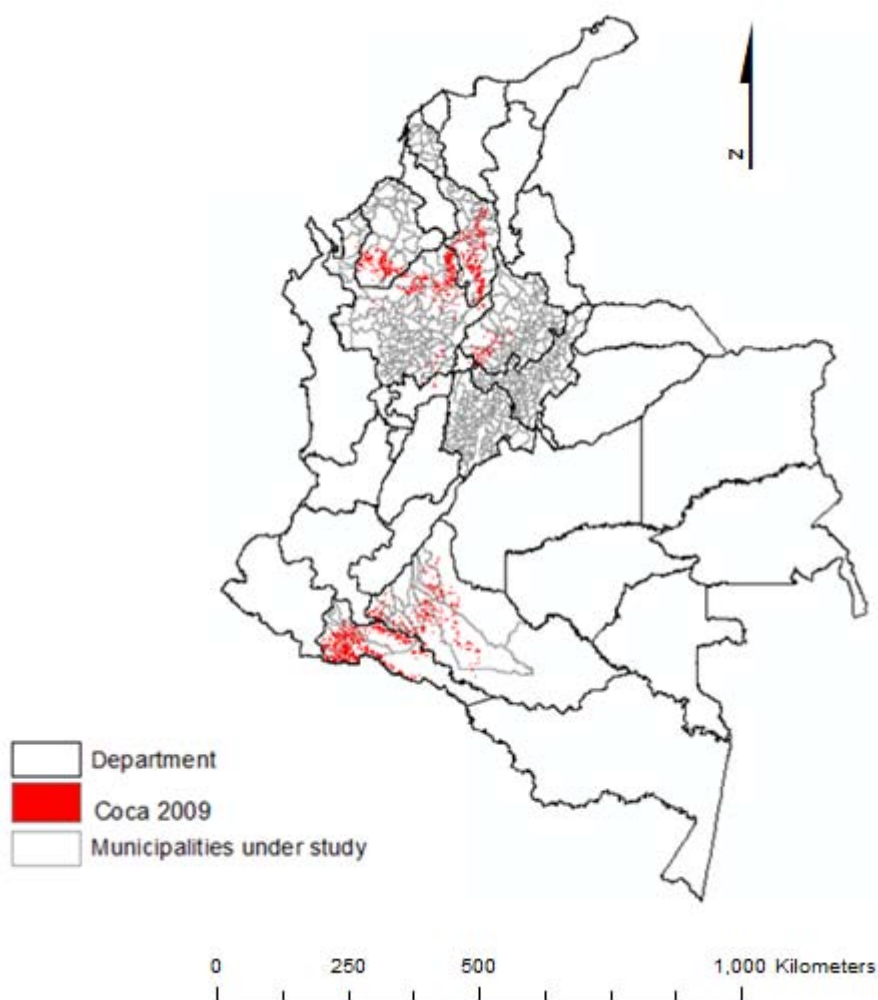 N
Department
Coca 2009
Municipalities under study
0 250 500 1,000 Kilometers